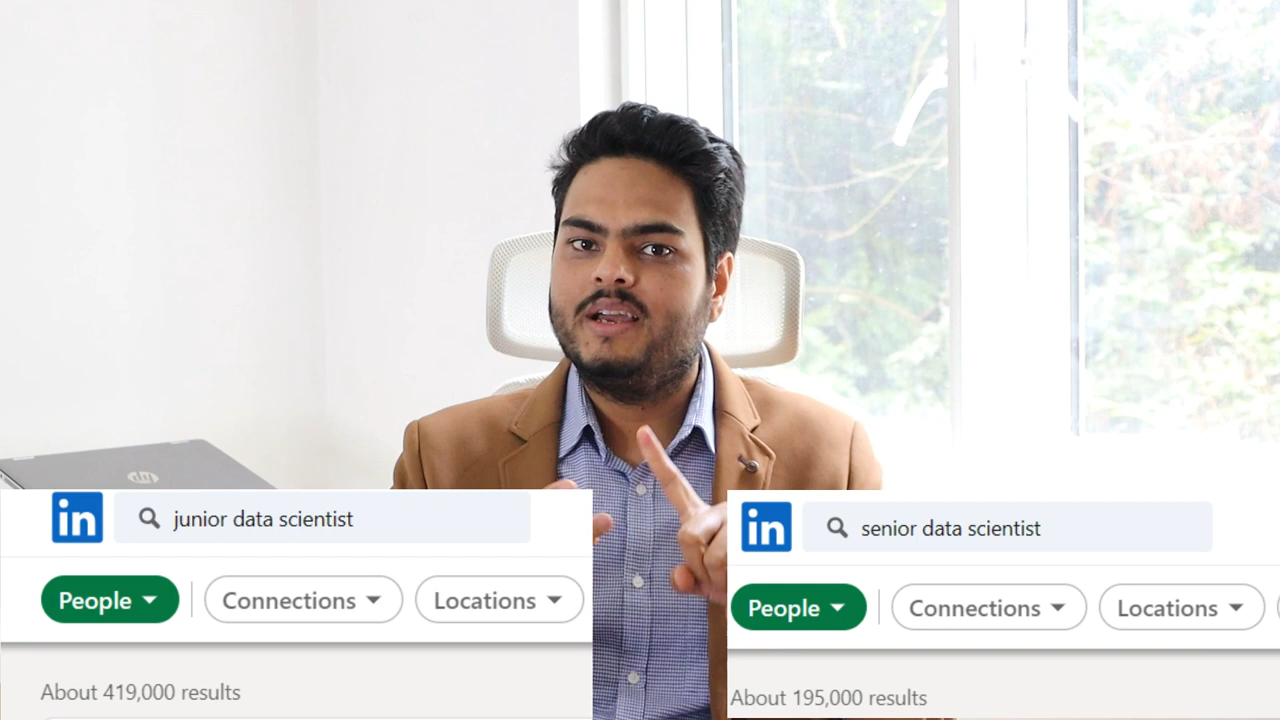 hp
in junior data scientist
People Connections Locations
About 419,000 results
in senior data scientist
People Connections Locations
About 195,000 results